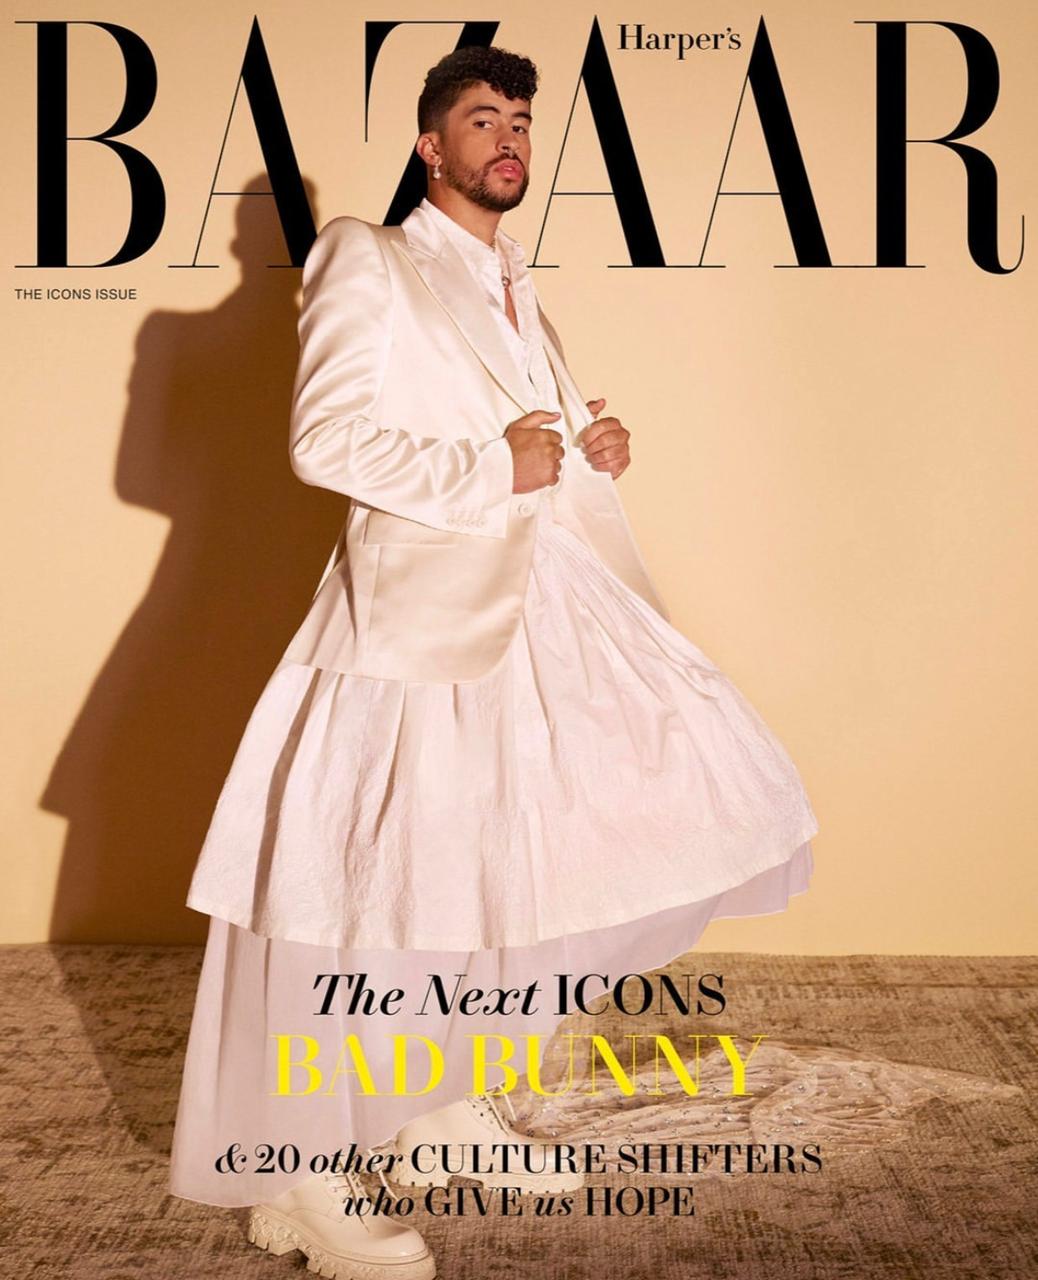 Harper's
BAZAAR
THE ICONS ISSUE
The Next ICONS
BAD BUNNY
& 20 other CULTURE SHIFTERS
who GIVE us HOPE